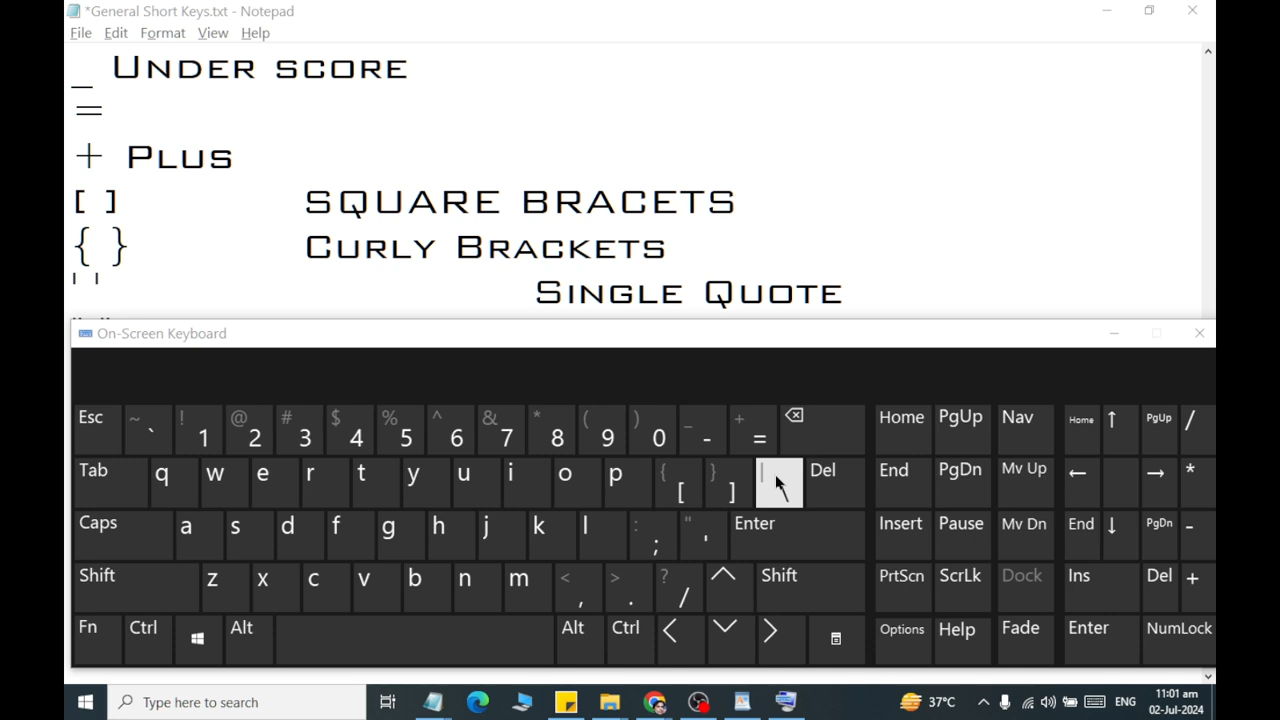 *General Short Keys.txt - Notepad
File Edit Format View Help
_ Under score
=
+ Plus
[ ] SQUARE BRACETS
{ } Curly Brackets
' ' Single Quote
On-Screen Keyboard
Esc ~ ` ! 1 @ 2 # 3 $ 4 % 5 ^ 6 & 7 * 8 ( 9 ) 0 _ - + = Home PgUp Nav Home ↑ PgUp /
Tab q w e r t y u i o p { [ } ] | Del End PgDn Mv Up ← → *
Caps a s d f g h j k l : ; " ' Enter Insert Pause Mv Dn End ↓ PgDn -
Shift z x c v b n m < , > . ? / Shift PrtScn ScrLk Dock Ins Del +
Fn Ctrl Alt Alt Ctrl Options Help Fade Enter NumLock
Type here to search 37°C ENG 11:01 am
02-Jul-2024